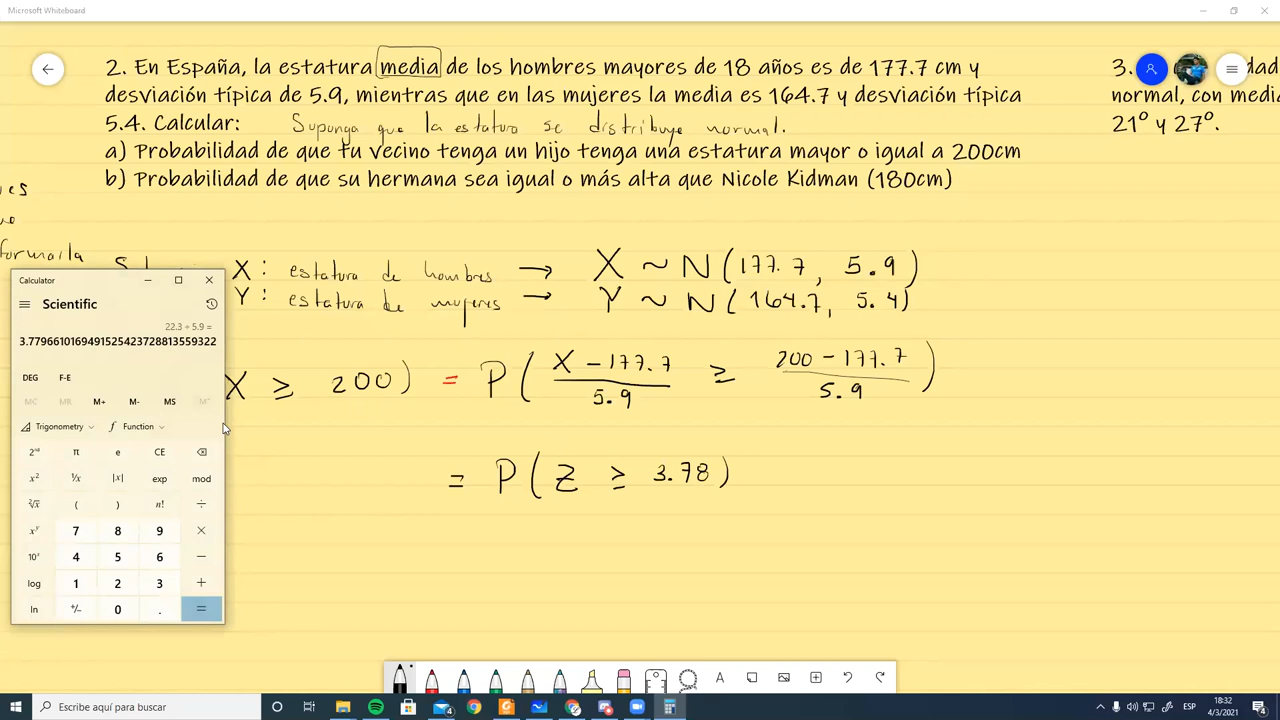 Microsoft Whiteboard
2. En España, la estatura media de los hombres mayores de 18 años es de 177.7 cm y
desviación típica de 5.9, mientras que en las mujeres la media es 164.7 y desviación típica
5.4. Calcular: Suponga que la estatura se distribuye normal.
a) Probabilidad de que tu vecino tenga un hijo tenga una estatura mayor o igual a 200cm
b) Probabilidad de que su hermana sea igual o más alta que Nicole Kidman (180cm)
3.
normal, con medi
21° y 27°.
X : estatura de hombres → X ~ N(177.7, 5.9)
Y : estatura de mujeres → Y ~ N(164.7, 5.4)
X ≥ 200) = P( X - 177.7 / 5.9 ≥ 200 - 177.7 / 5.9 )
= P( Z ≥ 3.78)
Calculator
Scientific
22.3 ÷ 5.9 =
3.7796610169491525423728813559322
DEG F-E
MC MR M+ M- MS M˅
Trigonometry f Function
2ⁿᵈ π e CE
x² ¹/x |x| exp mod
²√x ( ) n! ÷
xʸ 7 8 9 ×
10ˣ 4 5 6 −
log 1 2 3 +
ln +/− 0 . =
Escribe aquí para buscar
ESP
18:32
4/3/2021